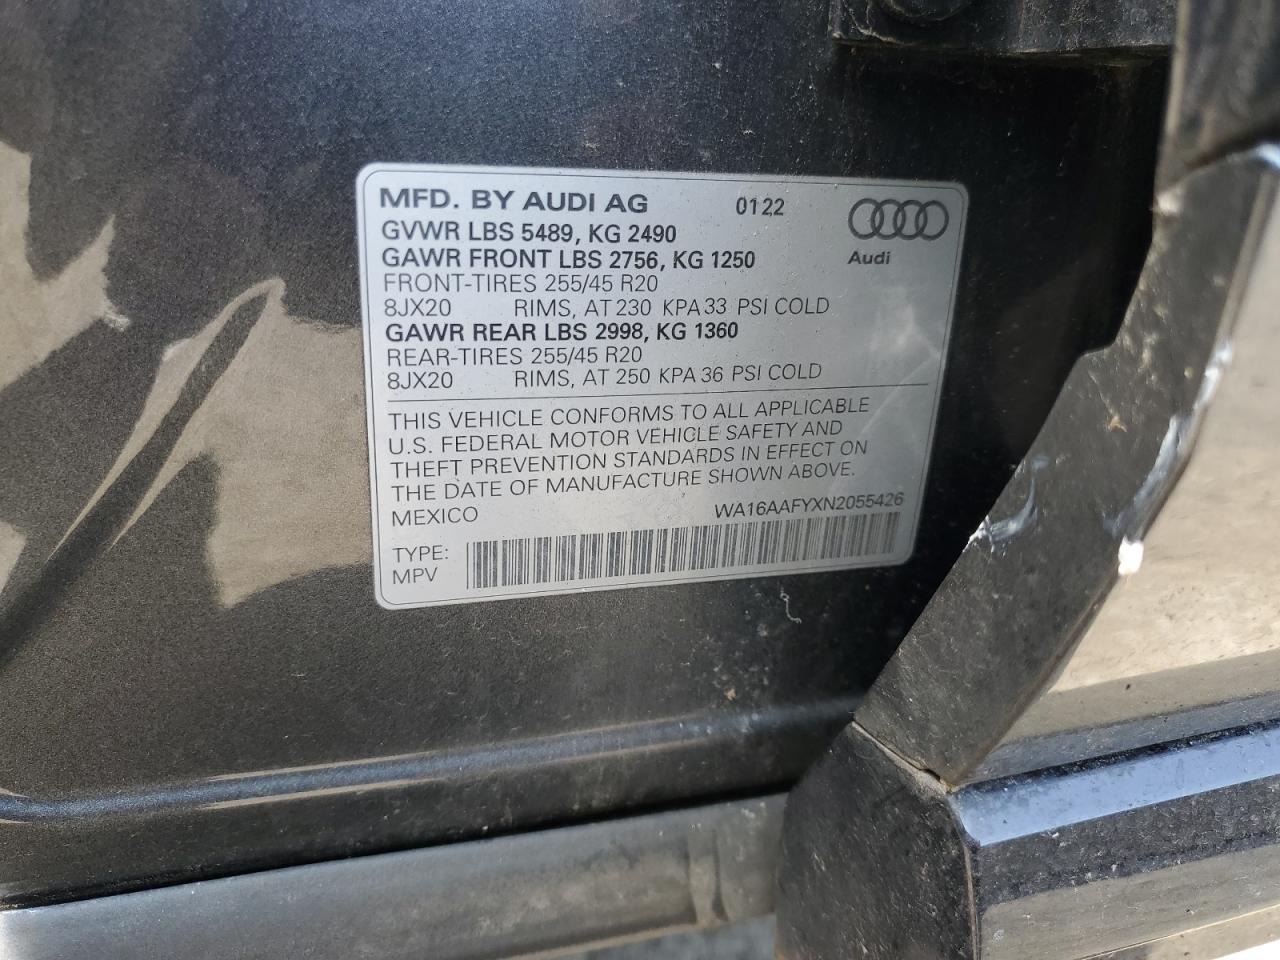 MFD. BY AUDI AG 0122
Audi
GVWR LBS 5489, KG 2490
GAWR FRONT LBS 2756, KG 1250
FRONT-TIRES 255/45 R20
8JX20 RIMS, AT 230 KPA 33 PSI COLD
GAWR REAR LBS 2998, KG 1360
REAR-TIRES 255/45 R20
8JX20 RIMS, AT 250 KPA 36 PSI COLD
THIS VEHICLE CONFORMS TO ALL APPLICABLE
U.S. FEDERAL MOTOR VEHICLE SAFETY AND
THEFT PREVENTION STANDARDS IN EFFECT ON
THE DATE OF MANUFACTURE SHOWN ABOVE.
MEXICO WA16AAFYXN2055426
TYPE:
MPV